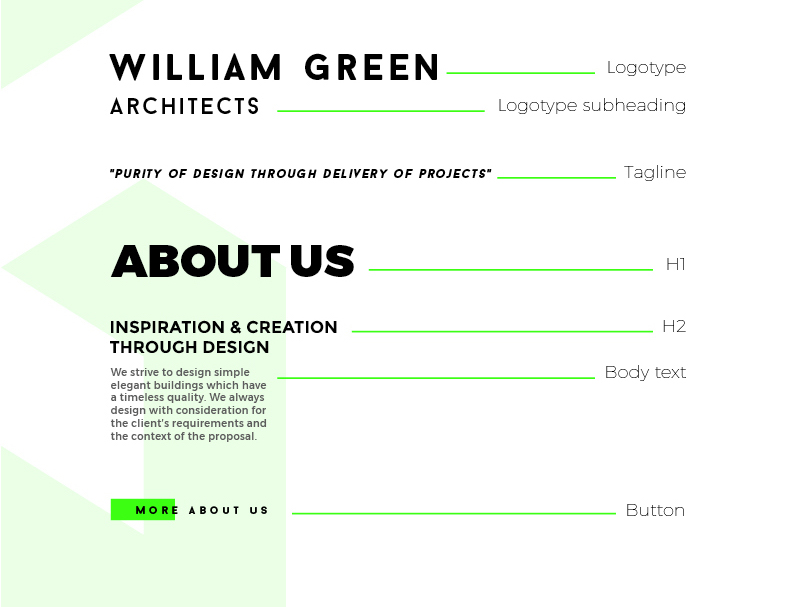 WILLIAM GREEN
Logotype
ARCHITECTS
Logotype subheading
"PURITY OF DESIGN THROUGH DELIVERY OF PROJECTS"
Tagline
ABOUT US
H1
INSPIRATION & CREATION
THROUGH DESIGN
H2
We strive to design simple
elegant buildings which have
a timeless quality. We always
design with consideration for
the client's requirements and
the context of the proposal.
Body text
MORE ABOUT US
Button